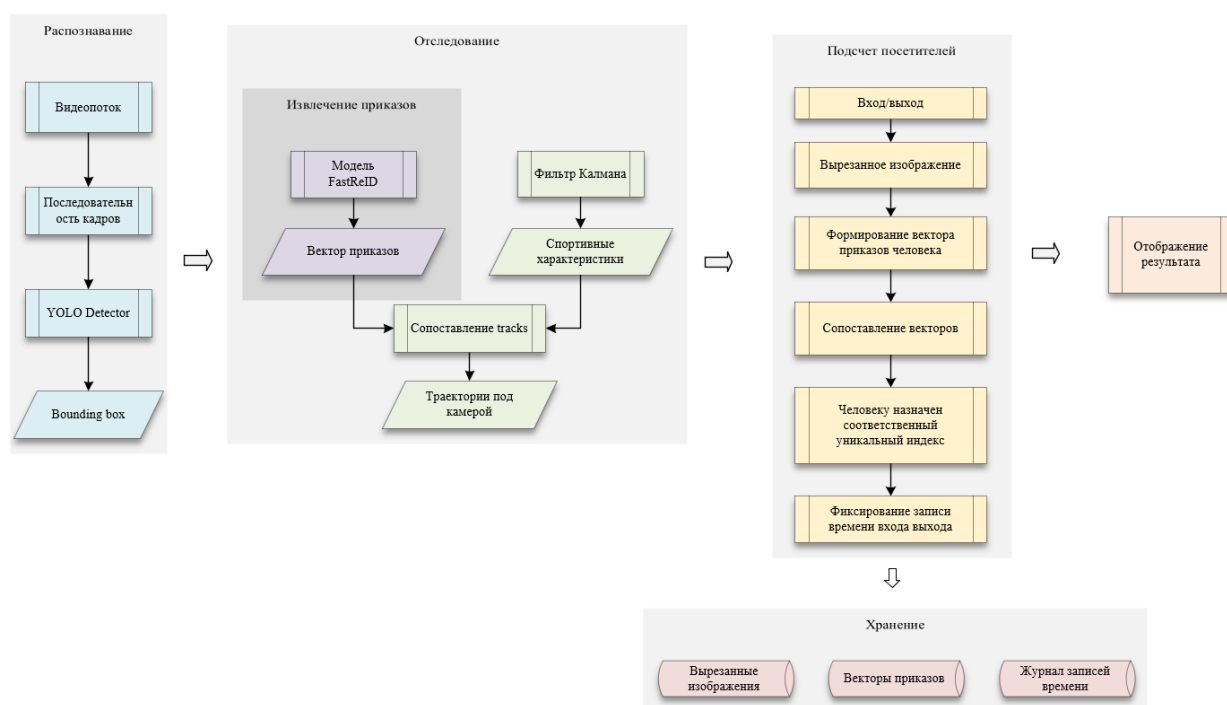 Распознавание
Видеопоток
Последовательн
ость кадров
YOLO Detector
Bounding box
Отследование
Извлечение приказов
Модель
FastReID
Вектор приказов
Фильтр Калмана
Спортивные
характеристики
Сопоставление tracks
Траектории под
камерой
Подсчет посетителей
Вход/выход
Вырезанное изображение
Формирование вектора
приказов человека
Сопоставление векторов
Человеку назначен
соответственный
уникальный индекс
Фиксирование записи
времени входа выхода
Отображение
результата
Хранение
Вырезанные
изображения
Векторы приказов
Журнал записей
времени